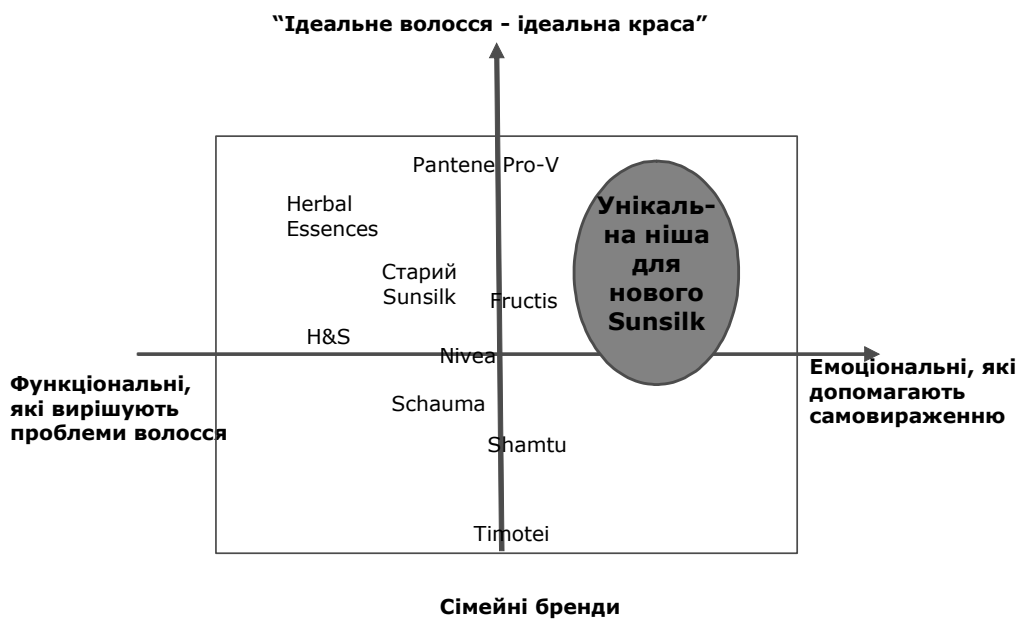 “Ідеальне волосся - ідеальна краса”
Pantene Pro-V
Herbal
Essences
Унікаль-
на ніша
для
нового
Sunsilk
Старий
Sunsilk
Fructis
H&S
Nivea
Функціональні,
які вирішують
проблеми волосся
Емоціональні, які
допомагають
самовираженню
Schauma
Shamtu
Timotei
Сімейні бренди